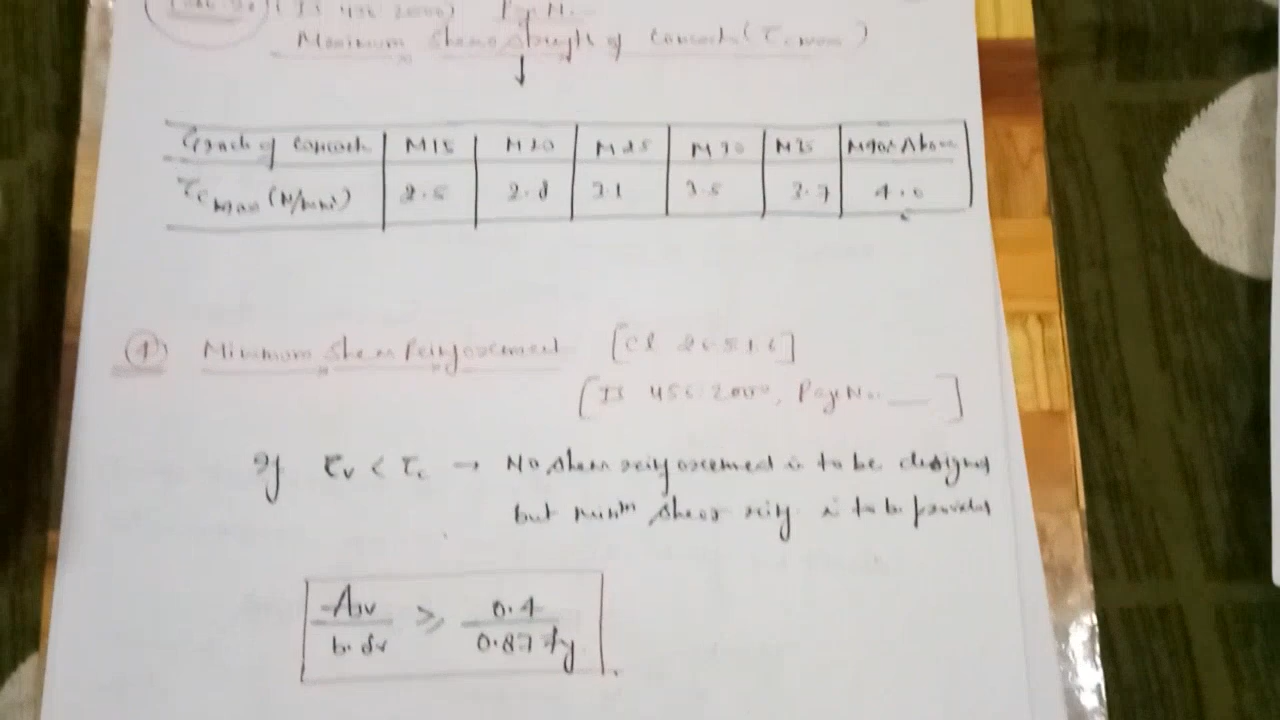 (IS 456:2000) Pg No.
Maximum Shear Strength of Concrete (τc max)
↓
Grade of Concrete M15 M20 M25 M30 M35 M40 & Above
τc max (N/mm²) 2.5 2.8 3.1 3.5 3.7 4.0
④ Minimum Shear Reinforcement [Cl 26.5.1.6]
[IS 456:2000, Page No. __]
If τv < τc → No shear reinforcement is to be designed
but minm shear reinf. is to be provided
Asv / b.Sv ≥ 0.4 / 0.87 fy